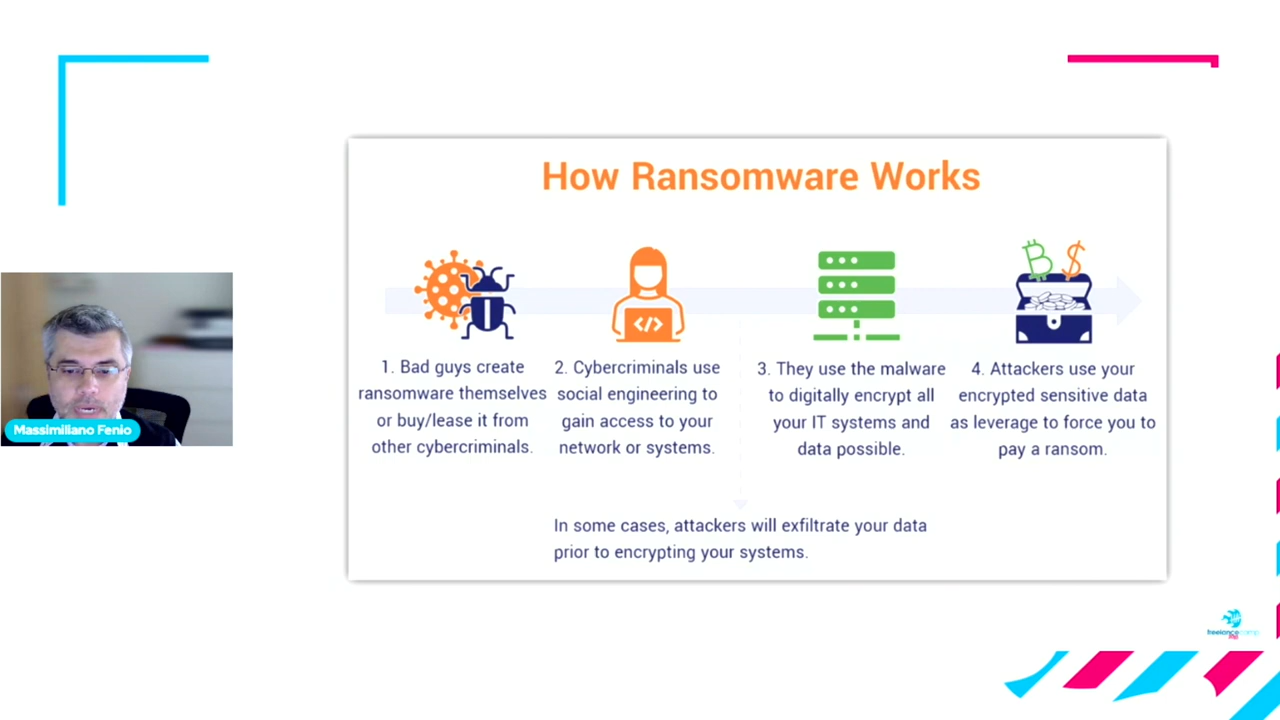 How Ransomware Works
1. Bad guys create
ransomware themselves
or buy/lease it from
other cybercriminals.
2. Cybercriminals use
social engineering to
gain access to your
network or systems.
3. They use the malware
to digitally encrypt all
your IT systems and
data possible.
4. Attackers use your
encrypted sensitive data
as leverage to force you to
pay a ransom.
In some cases, attackers will exfiltrate your data
prior to encrypting your systems.
Massimiliano Fenio
freelancecamp